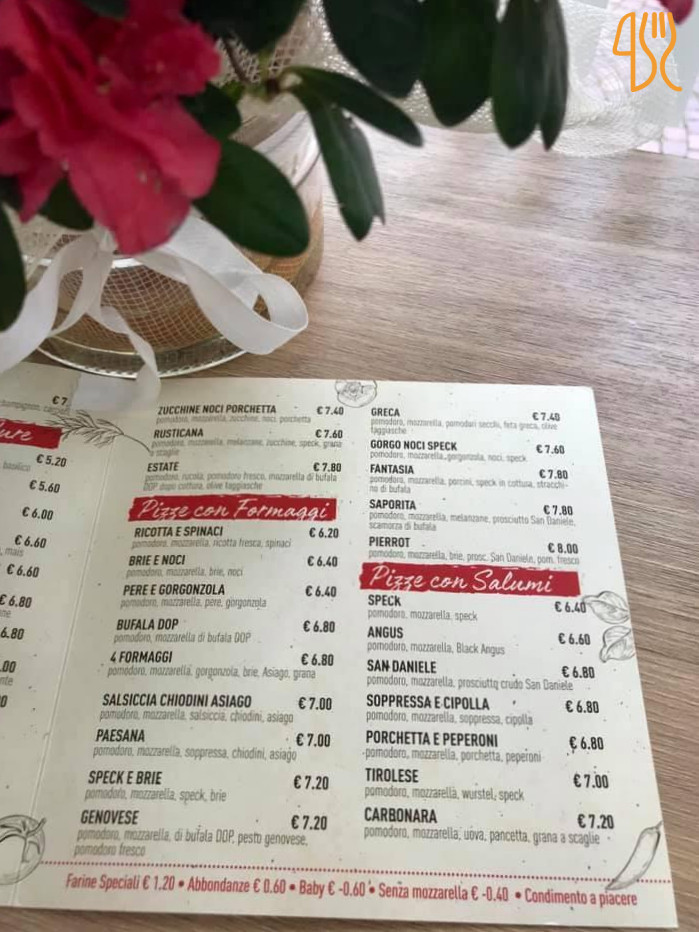 € 7
champignon,
€ 5.20
basilico
€ 5.60
€ 6.00
€ 6.60
, mais
€ 6.60
€ 6.80
6.80
.00
ZUCCHINE NOCI PORCHETTA € 7.40
pomodoro, mozzarella, zucchine, noci, porchetta
RUSTICANA € 7.60
pomodoro, mozzarella, melanzane, zucchine, speck, grana
a scaglie
ESTATE € 7.80
pomodoro, rucola, pomodoro fresco, mozzarella di bufala
DOP dopo cottura, olive taggiasche
Pizze con Formaggi
RICOTTA E SPINACI € 6.20
pomodoro, mozzarella, ricotta fresca, spinaci
BRIE E NOCI € 6.40
pomodoro, mozzarella, brie, noci
PERE E GORGONZOLA € 6.40
pomodoro, mozzarella, pere, gorgonzola
BUFALA DOP € 6.80
pomodoro, mozzarella di bufala DOP
4 FORMAGGI € 6.80
pomodoro, mozzarella, gorgonzola, brie, Asiago, grana
SALSICCIA CHIODINI ASIAGO € 7.00
pomodoro, mozzarella, salsiccia, chiodini, asiago
PAESANA € 7.00
pomodoro, mozzarella, soppressa, chiodini, asiago
SPECK E BRIE € 7.20
pomodoro, mozzarella, speck, brie
GENOVESE € 7.20
pomodoro, mozzarella, di bufala DOP, pesto genovese,
pomodoro fresco
GRECA € 7.40
pomodoro, mozzarella, pomodori secchi, feta greca, olive
taggiasche
GORGO NOCI SPECK € 7.60
pomodoro, mozzarella, gorgonzola, noci, speck
FANTASIA € 7.80
pomodoro, mozzarella, porcini, speck in cottura, stracchi-
no di bufala
SAPORITA € 7.80
pomodoro, mozzarella, melanzane, prosciutto San Daniele,
scamorza di bufala
PIERROT € 8.00
pomodoro, mozzarella, brie, prosc. San Daniele, pom. fresco
Pizze con Salumi
SPECK € 6.40
pomodoro, mozzarella, speck
ANGUS € 6.60
pomodoro, mozzarella, Black Angus
SAN DANIELE € 6.80
pomodoro, mozzarella, prosciutto crudo San Daniele
SOPPRESSA E CIPOLLA € 6.80
pomodoro, mozzarella, soppressa, cipolla
PORCHETTA E PEPERONI € 6.80
pomodoro, mozzarella, porchetta, peperoni
TIROLESE € 7.00
pomodoro, mozzarella, wurstel, speck
CARBONARA € 7.20
pomodoro, mozzarella, uova, pancetta, grana a scaglie
Farine Speciali € 1.20 • Abbondanze € 0.60 • Baby € -0.60 • Senza mozzarella € -0.40 • Condimento a piacere